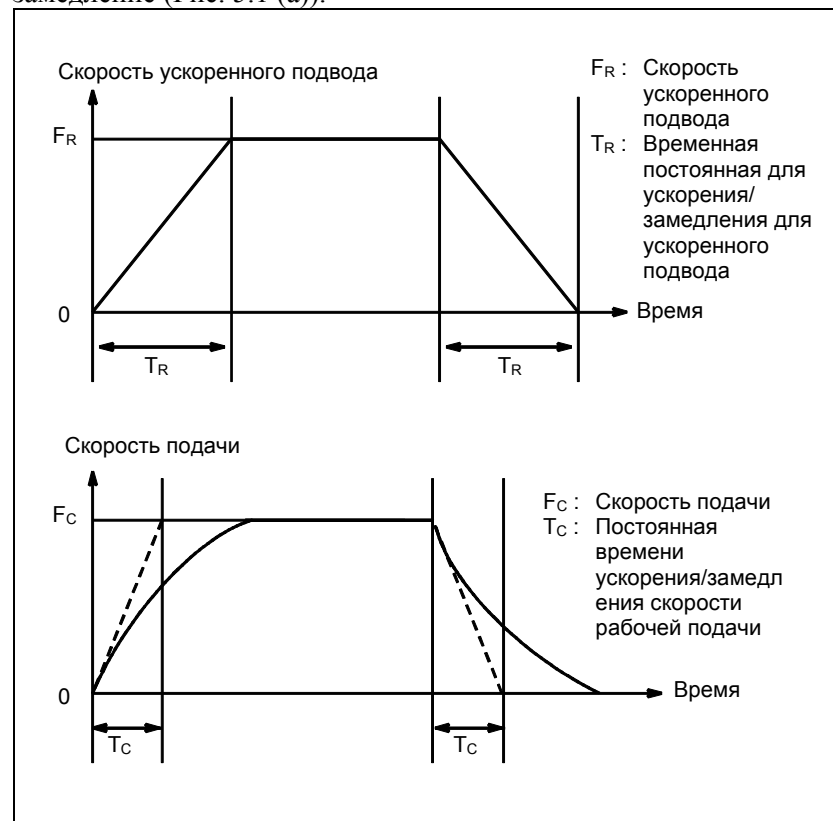 замедление (Рис. 5.1 (a)).
Скорость ускоренного подвода
FR : Скорость
ускоренного
подвода
TR : Временная
постоянная для
ускорения/
замедления для
ускоренного
подвода
FR
0
Время
TR
TR
Скорость подачи
FC : Скорость подачи
TC : Постоянная
времени
ускорения/замедл
ения скорости
рабочей подачи
FC
0
Время
TC
TC